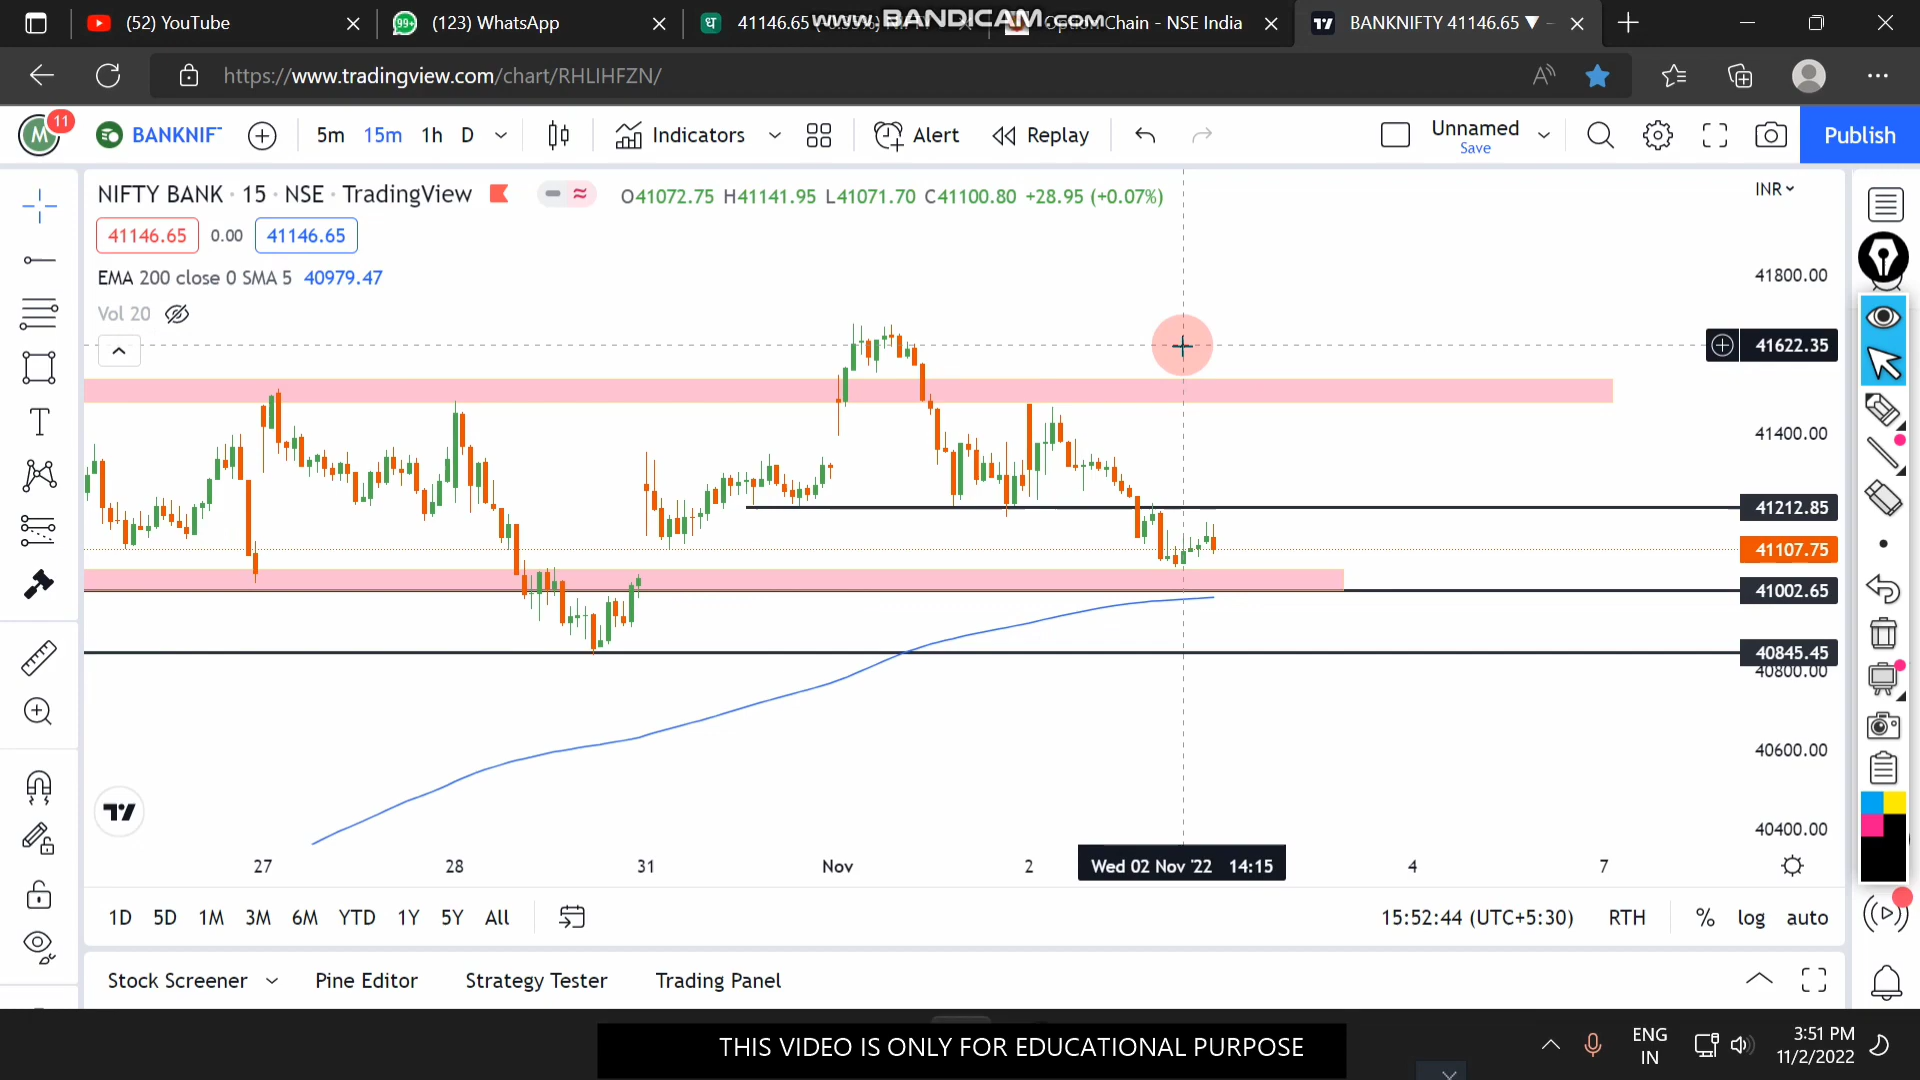 (52) YouTube
(123) WhatsApp
41146.65
www.BANDICAM.com
Chain - NSE India
BANKNIFTY 41146.65 ▼ -
https://www.tradingview.com/chart/RHLIHFZN/
M
11
BANKNIF
5m 15m 1h D
Indicators
Alert
Replay
Unnamed
Save
Publish
NIFTY BANK · 15 · NSE · TradingView
O41072.75 H41141.95 L41071.70 C41100.80 +28.95 (+0.07%)
INR
41146.65 0.00 41146.65
EMA 200 close 0 SMA 5 40979.47
Vol 20
41800.00
41622.35
41400.00
41212.85
41107.75
41002.65
40845.45
40800.00
40600.00
40400.00
27 28 31 Nov 2 Wed 02 Nov '22 14:15 4 7
1D 5D 1M 3M 6M YTD 1Y 5Y All
15:52:44 (UTC+5:30) RTH % log auto
Stock Screener Pine Editor Strategy Tester Trading Panel
THIS VIDEO IS ONLY FOR EDUCATIONAL PURPOSE
ENG
IN
3:51 PM
11/2/2022